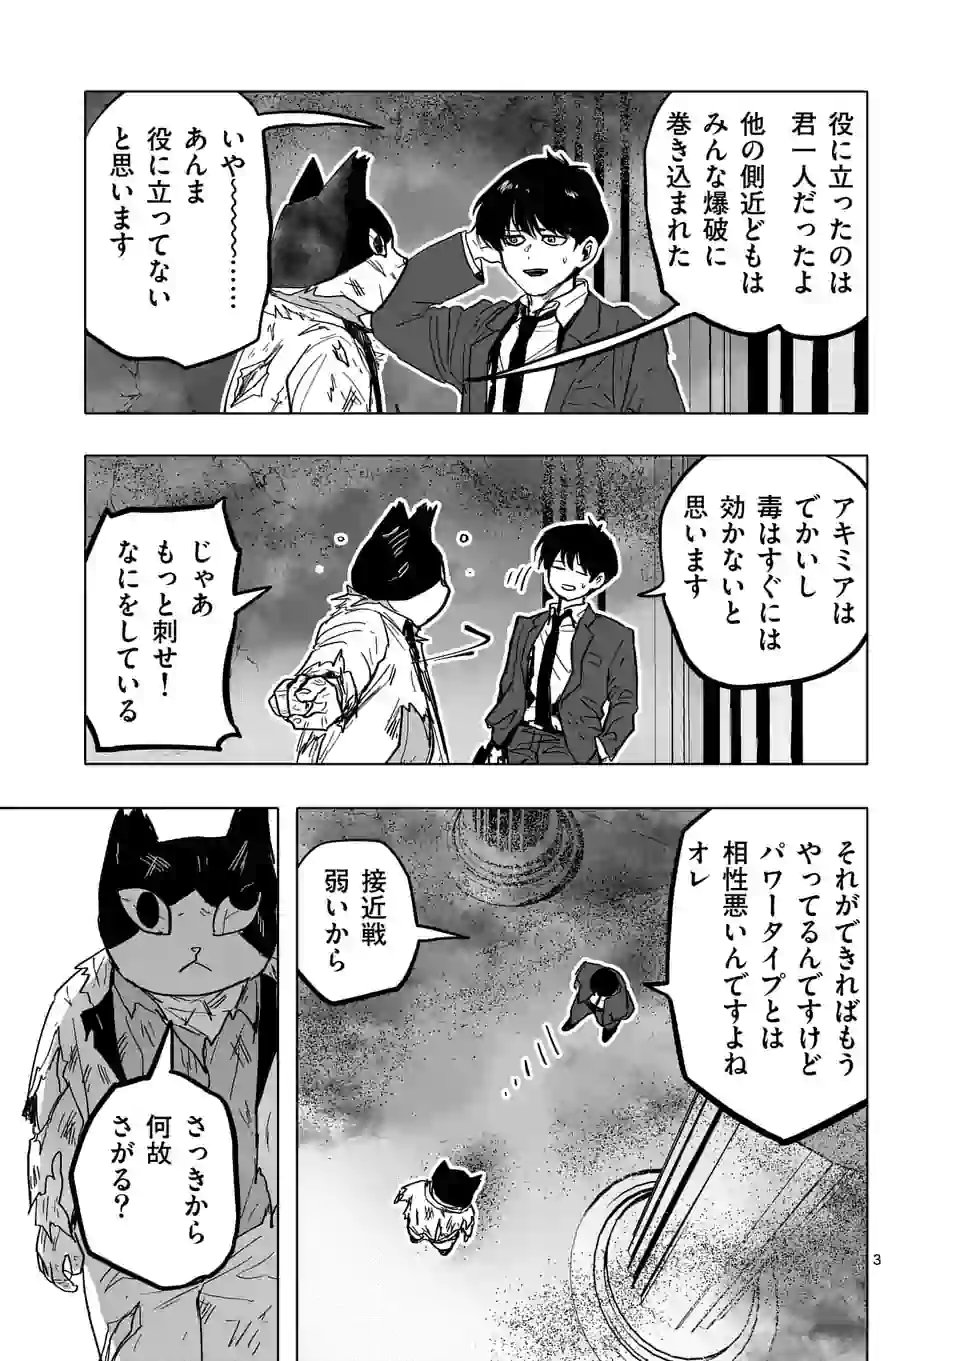 役に立ったのは
君一人だったよ
他の側近どもは
みんな爆破に
巻き込まれた
いや〜〜〜〜……
あんま
役に立ってない
と思います
アキミアは
でかいし
毒はすぐには
効かないと
思います
じゃあ
もっと刺せ！
なにをしている
それができればもう
やってるんですけど
パワータイプとは
相性悪いんですよね
オレ
接近戦
弱いから
さっきから
何故
さがる？
3